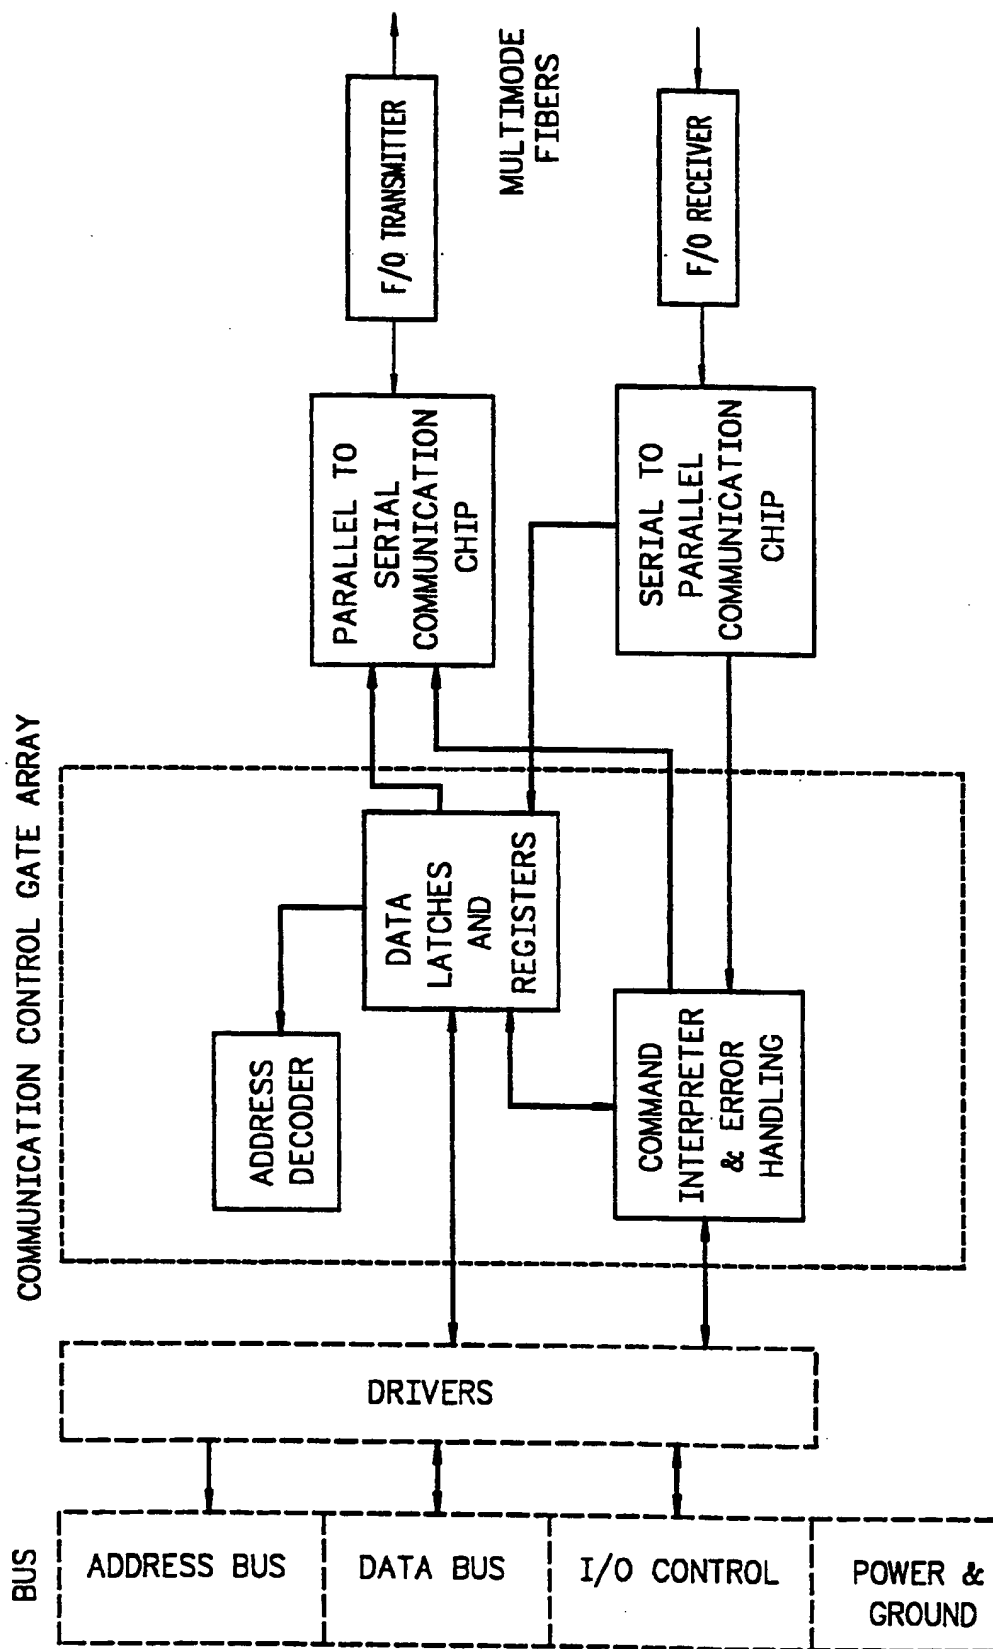 COMMUNICATION CONTROL GATE ARRAY
BUS
ADDRESS BUS
DATA BUS
I/O CONTROL
POWER &
GROUND
DRIVERS
ADDRESS
DECODER
DATA
LATCHES
AND
REGISTERS
COMMAND
INTERPRETER
& ERROR
HANDLING
PARALLEL TO
SERIAL
COMMUNICATION
CHIP
SERIAL TO
PARALLEL
COMMUNICATION
CHIP
F/O TRANSMITTER
MULTIMODE
FIBERS
F/O RECEIVER